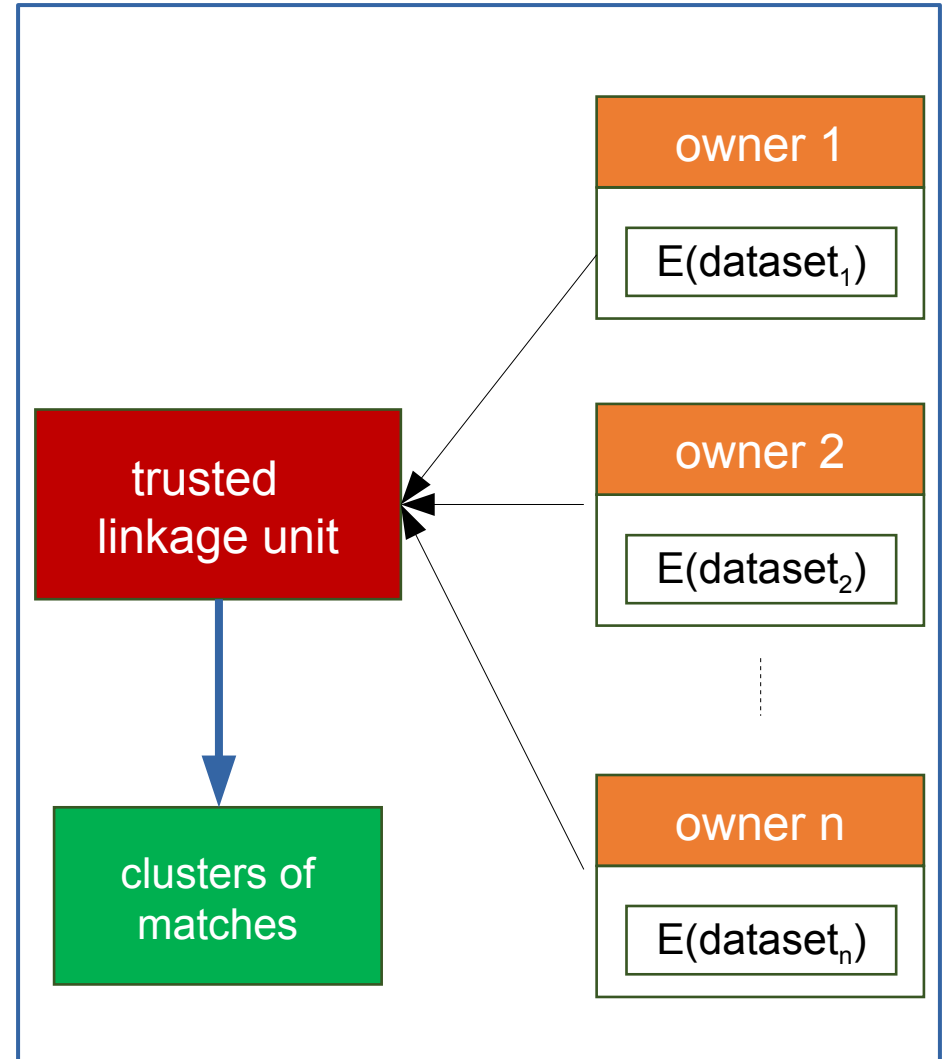 owner 1
E(dataset₁)
trusted
linkage unit
owner 2
E(dataset₂)
clusters of
matches
owner n
E(datasetₙ)